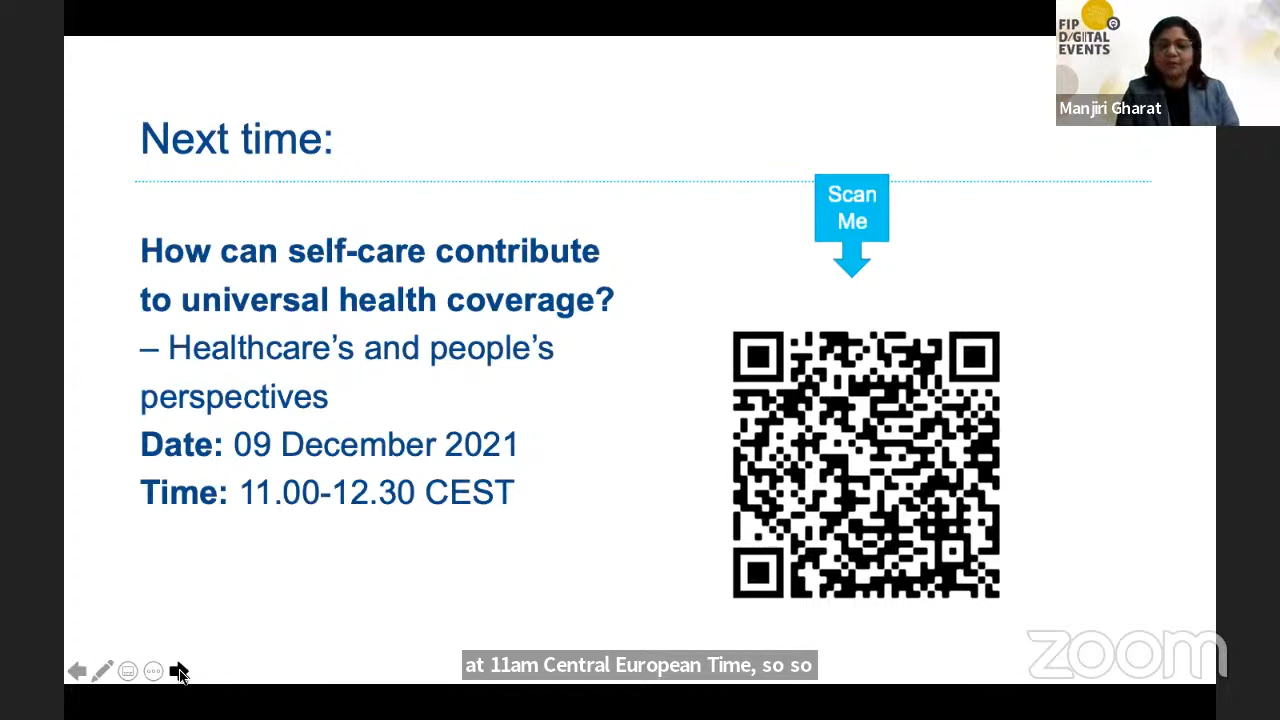 FIP
D/GITAL
EVENTS
Manjiri Gharat
Next time:
Scan
Me
How can self-care contribute
to universal health coverage?
– Healthcare’s and people’s
perspectives
Date: 09 December 2021
Time: 11.00-12.30 CEST
at 11am Central European Time, so so
zoom